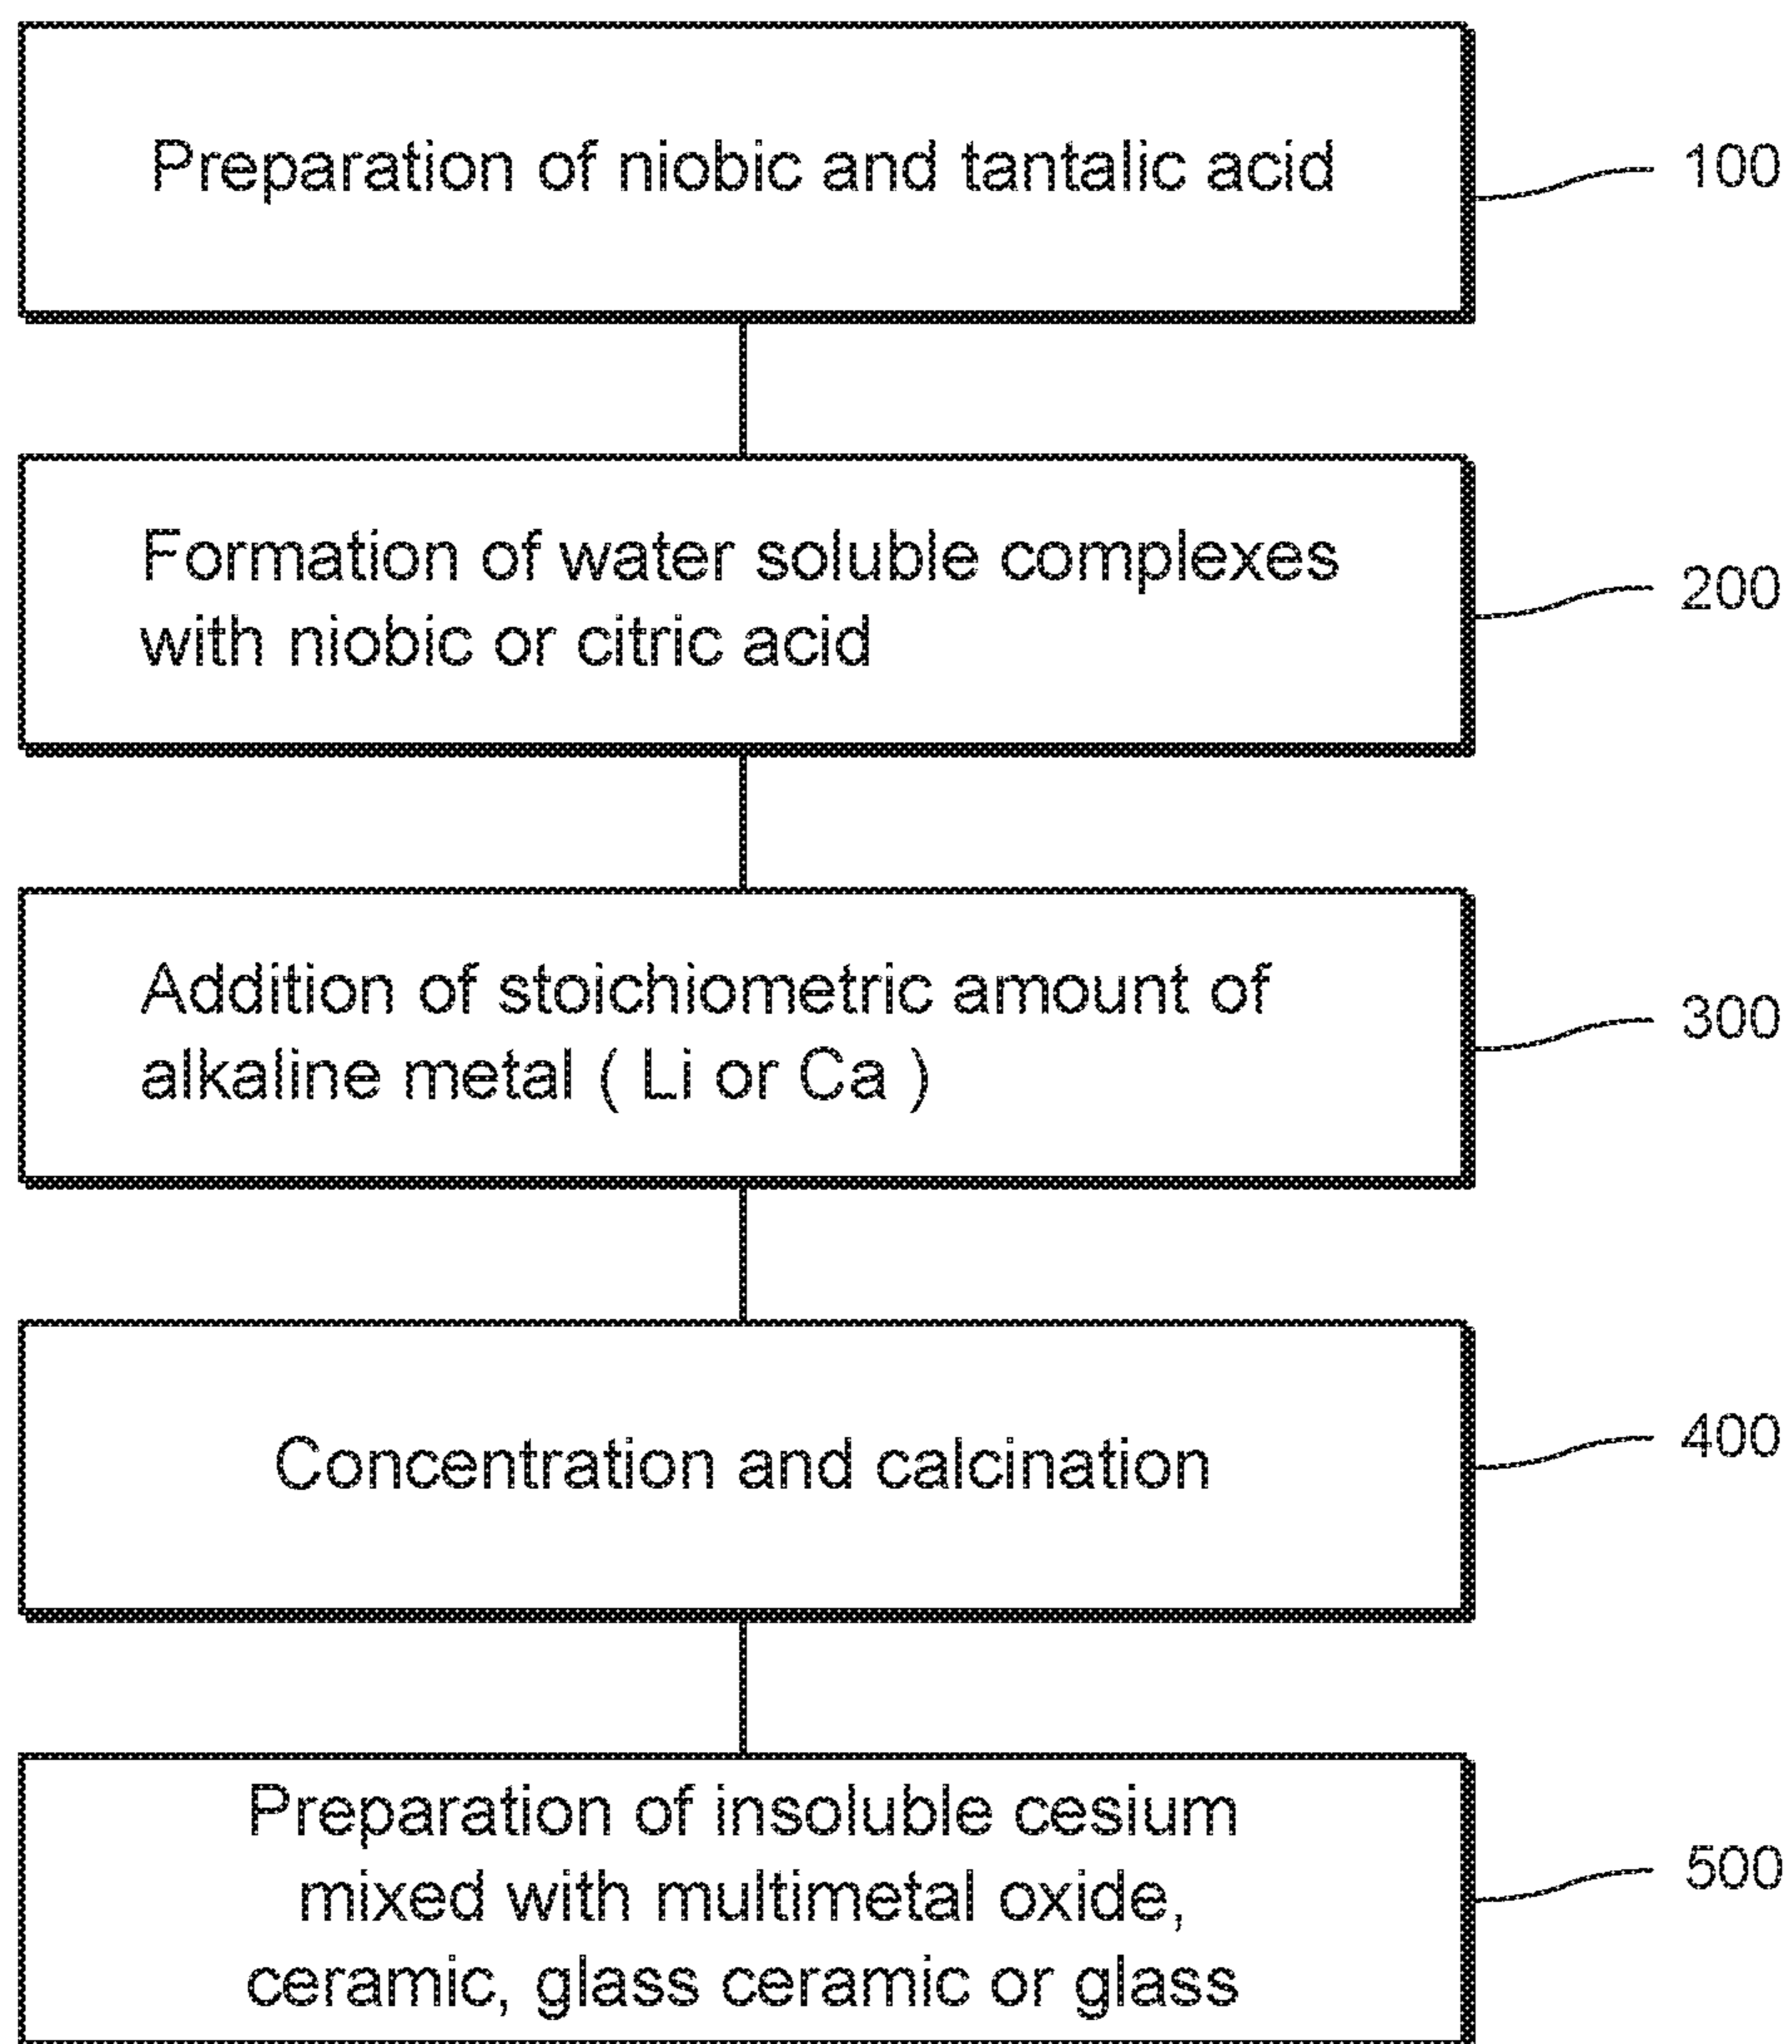 Preparation of niobic and tantalic acid
100
Formation of water soluble complexes
with niobic or citric acid
200
Addition of stoichiometric amount of
alkaline metal ( Li or Ca )
300
Concentration and calcination
400
Preparation of insoluble cesium
mixed with multimetal oxide,
ceramic, glass ceramic or glass
500